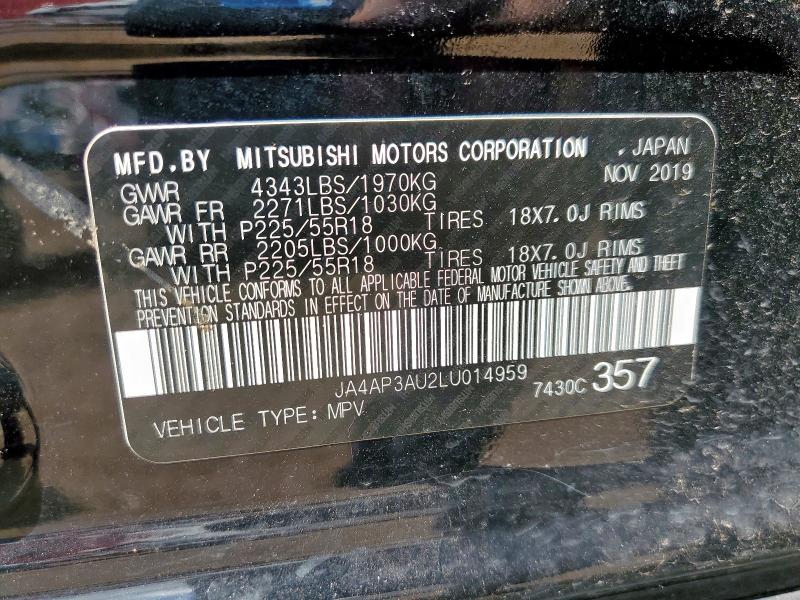 MFD.BY MITSUBISHI MOTORS CORPORATION , JAPAN
NOV 2019
GVWR 4343LBS/1970KG
GAWR FR 2271LBS/1030KG
WITH P225/55R18 TIRES 18X7.0J RIMS
GAWR RR 2205LBS/1000KG
WITH P225/55R18 TIRES 18X7.0J RIMS
THIS VEHICLE CONFORMS TO ALL APPLICABLE FEDERAL MOTOR VEHICLE SAFETY AND THEFT
PREVENTION STANDARDS IN EFFECT ON THE DATE OF MANUFACTURE SHOWN ABOVE.
JA4AP3AU2LU014959
7430C 357
VEHICLE TYPE: MPV